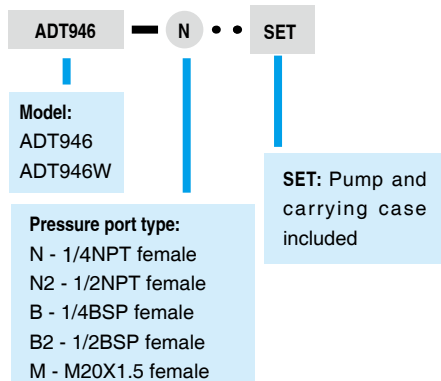 ADT946 — N • • SET
Model:
ADT946
ADT946W
Pressure port type:
N - 1/4NPT female
N2 - 1/2NPT female
B - 1/4BSP female
B2 - 1/2BSP female
M - M20X1.5 female
SET: Pump and
carrying case
included